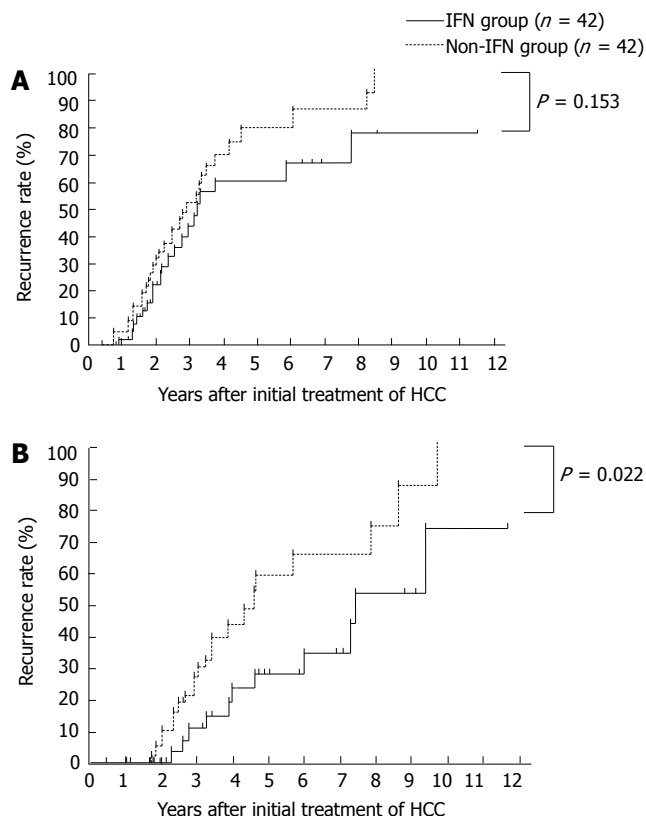 IFN group (n = 42)
Non-IFN group (n = 42)
A
100
90
80
70
60
50
40
30
20
10
0
Recurrence rate (%)
P = 0.153
0 1 2 3 4 5 6 7 8 9 10 11 12
Years after initial treatment of HCC
B
100
90
80
70
60
50
40
30
20
10
0
Recurrence rate (%)
P = 0.022
0 1 2 3 4 5 6 7 8 9 10 11 12
Years after initial treatment of HCC